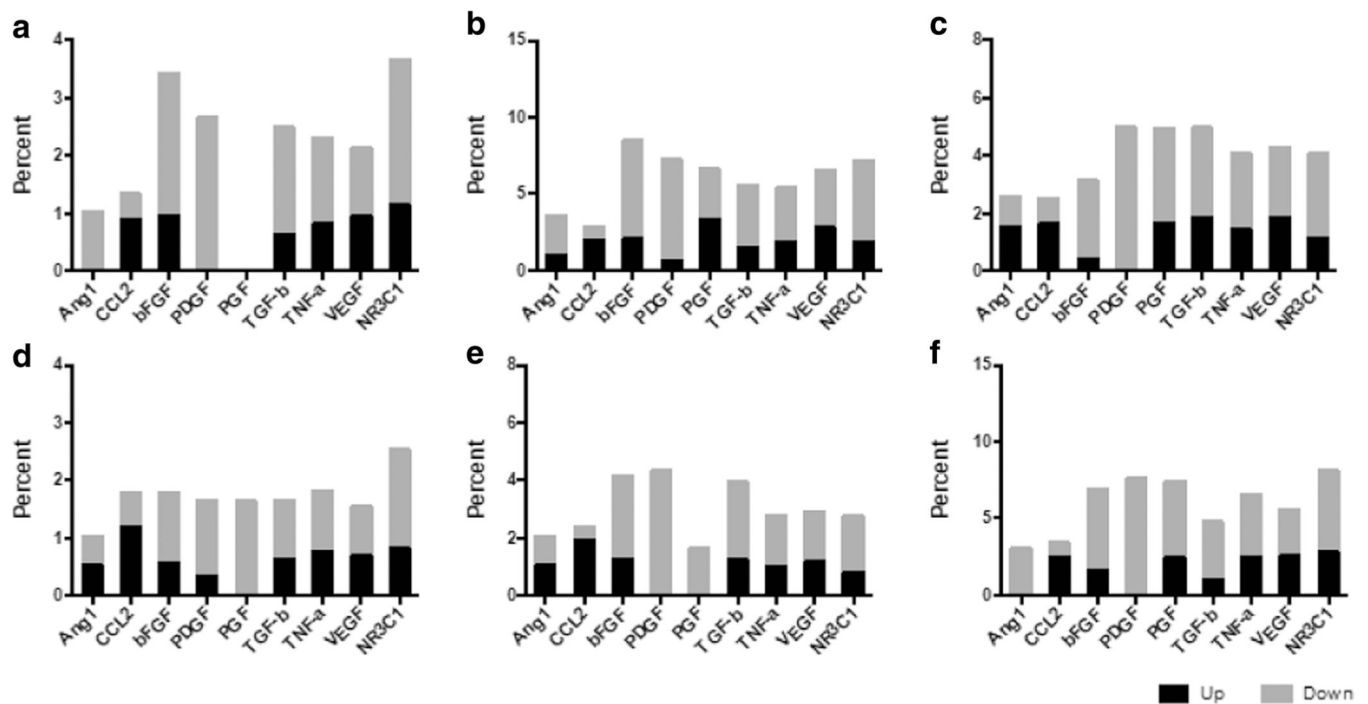 a
Percent
4
3
2
1
0
Ang1 CCL2 bFGF PDGF PGF TGF-b TNF-a VEGF NR3C1
b
Percent
15
10
5
0
Ang1 CCL2 bFGF PDGF PGF TGF-b TNF-a VEGF NR3C1
c
Percent
8
6
4
2
0
Ang1 CCL2 bFGF PDGF PGF TGF-b TNF-a VEGF NR3C1
d
Percent
4
3
2
1
0
Ang1 CCL2 bFGF PDGF PGF TGF-b TNF-a VEGF NR3C1
e
Percent
8
6
4
2
0
Ang1 CCL2 bFGF PDGF PGF TGF-b TNF-a VEGF NR3C1
f
Percent
15
10
5
0
Ang1 CCL2 bFGF PDGF PGF TGF-b TNF-a VEGF NR3C1
Up Down